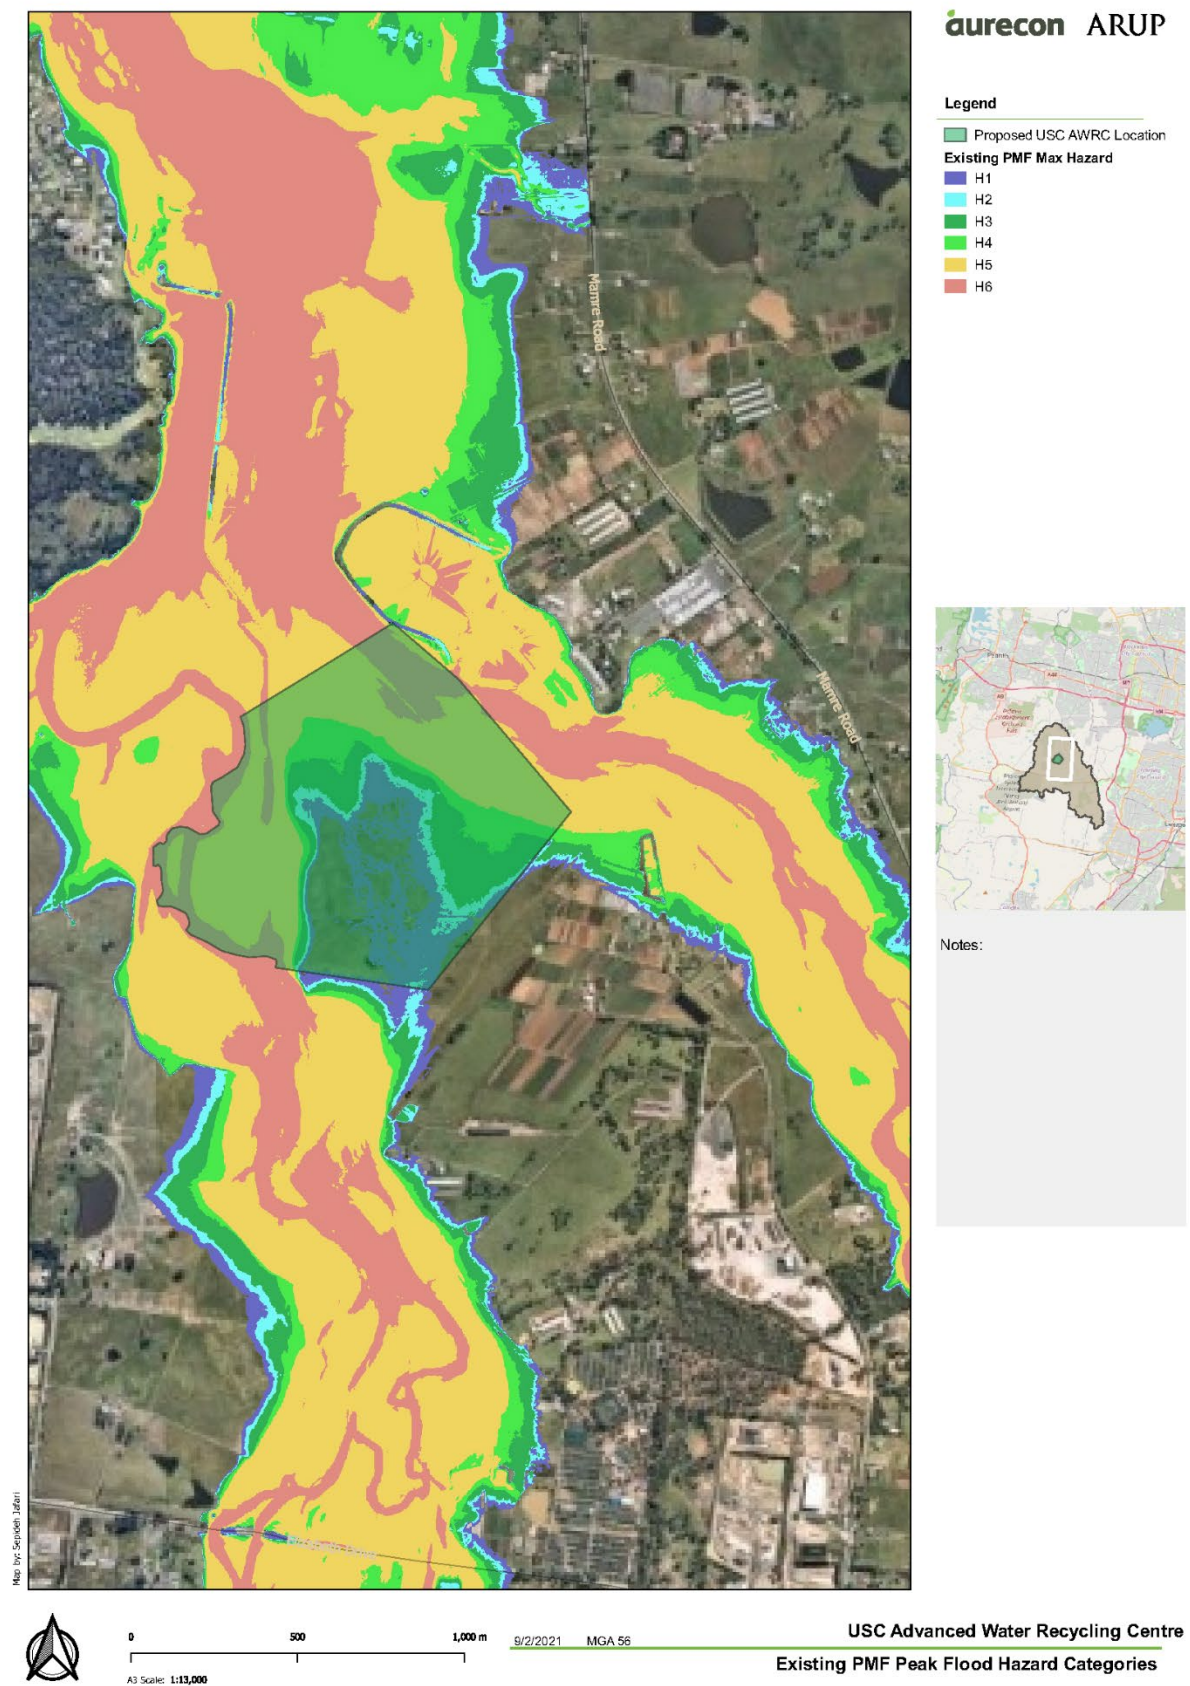 aurecon ARUP
Legend
Proposed USC AWRC Location
Existing PMF Max Hazard
H1
H2
H3
H4
H5
H6
Mamre Road
Mamre Road
Notes:
Map by: Sepideh Jafari
0 500 1,000 m
A3 Scale: 1:13,000
9/2/2021 MGA 56
USC Advanced Water Recycling Centre
Existing PMF Peak Flood Hazard Categories